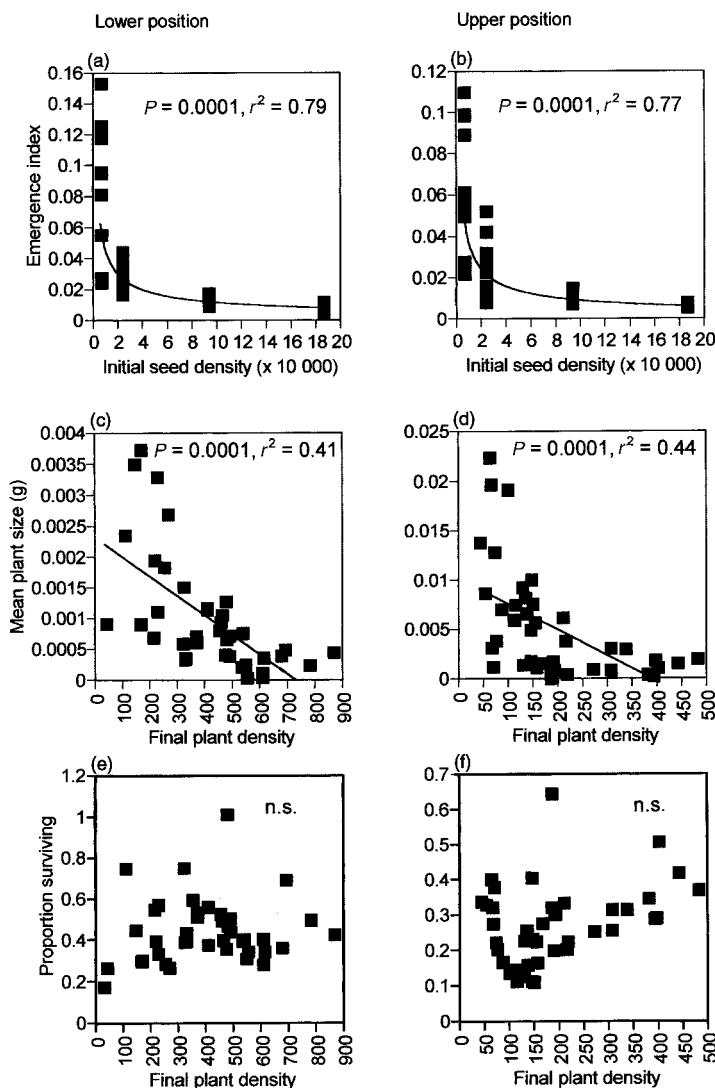 Lower position
Upper position
(a)
P = 0.0001, r² = 0.79
Emergence index
0.16
0.14
0.12
0.1
0.08
0.06
0.04
0.02
0
0 2 4 6 8 10 12 14 16 18 20
Initial seed density (x 10 000)
(b)
P = 0.0001, r² = 0.77
0.12
0.1
0.08
0.06
0.04
0.02
0
0 2 4 6 8 10 12 14 16 18 20
Initial seed density (x 10 000)
(c)
P = 0.0001, r² = 0.41
Mean plant size (g)
0.004
0.0035
0.003
0.0025
0.002
0.0015
0.001
0.0005
0
0 100 200 300 400 500 600 700 800 900
Final plant density
(d)
P = 0.0001, r² = 0.44
0.025
0.02
0.015
0.01
0.005
0
0 50 100 150 200 250 300 350 400 450 500
Final plant density
(e)
n.s.
Proportion surviving
1.2
1
0.8
0.6
0.4
0.2
0
0 100 200 300 400 500 600 700 800 900
Final plant density
(f)
n.s.
0.7
0.6
0.5
0.4
0.3
0.2
0.1
0
0 50 100 150 200 250 300 350 400 450 500
Final plant density